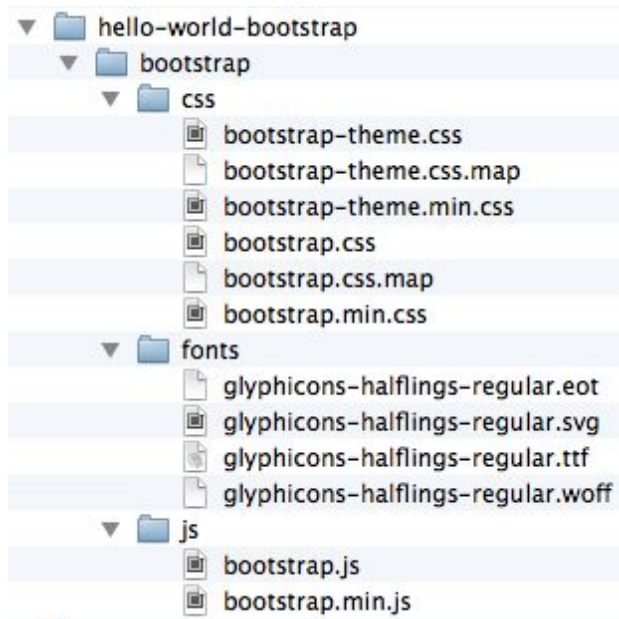 hello-world-bootstrap
bootstrap
css
bootstrap-theme.css
bootstrap-theme.css.map
bootstrap-theme.min.css
bootstrap.css
bootstrap.css.map
bootstrap.min.css
fonts
glyphicons-halflings-regular.eot
glyphicons-halflings-regular.svg
glyphicons-halflings-regular.ttf
glyphicons-halflings-regular.woff
js
bootstrap.js
bootstrap.min.js